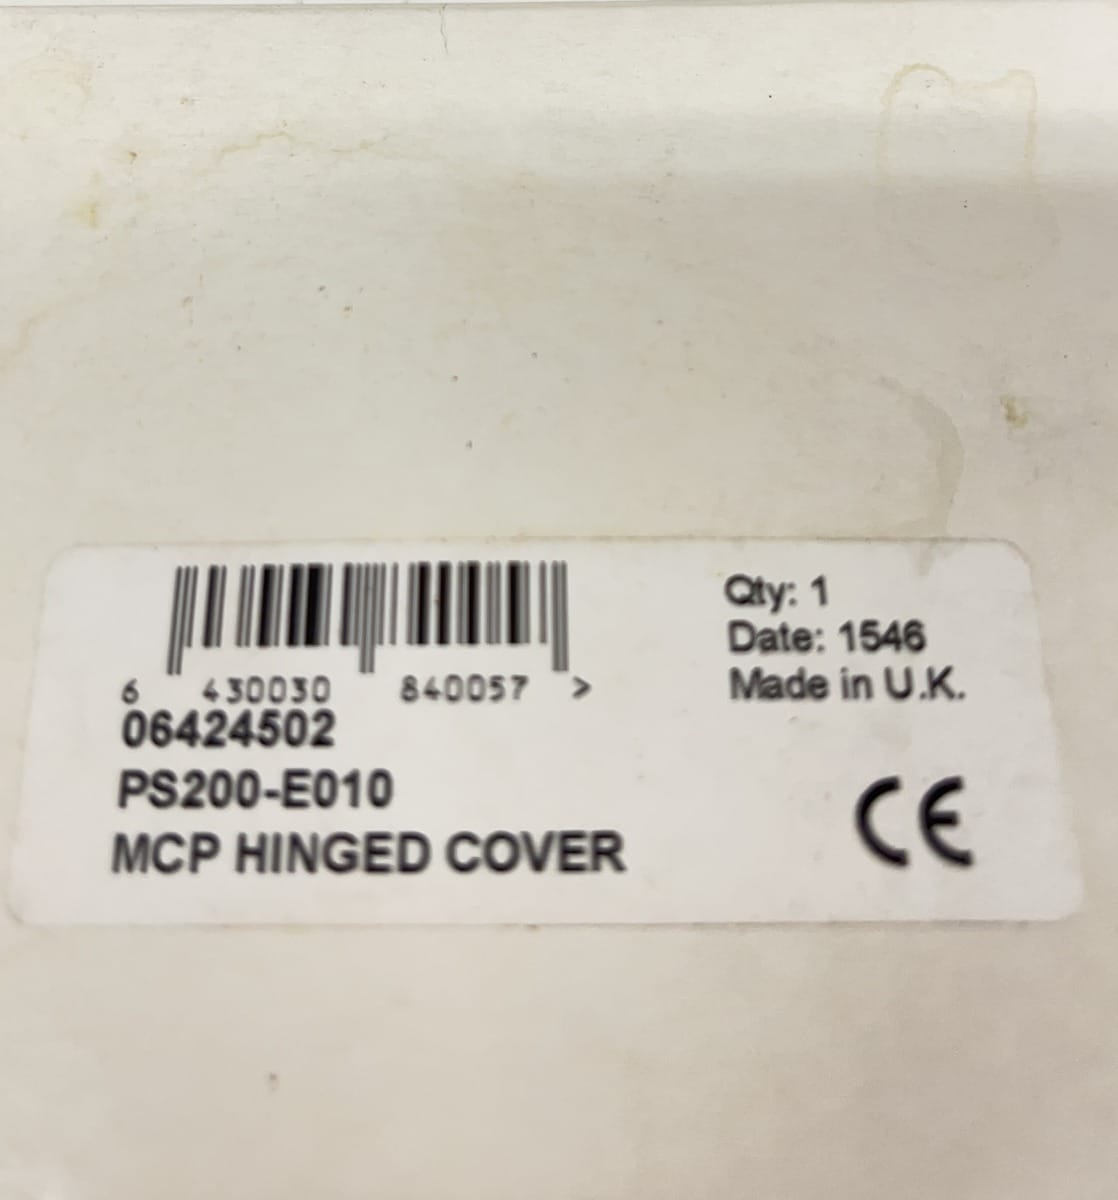 6 430030 840057 >
06424502
PS200-E010
MCP HINGED COVER
Qty: 1
Date: 1546
Made in U.K.
CE